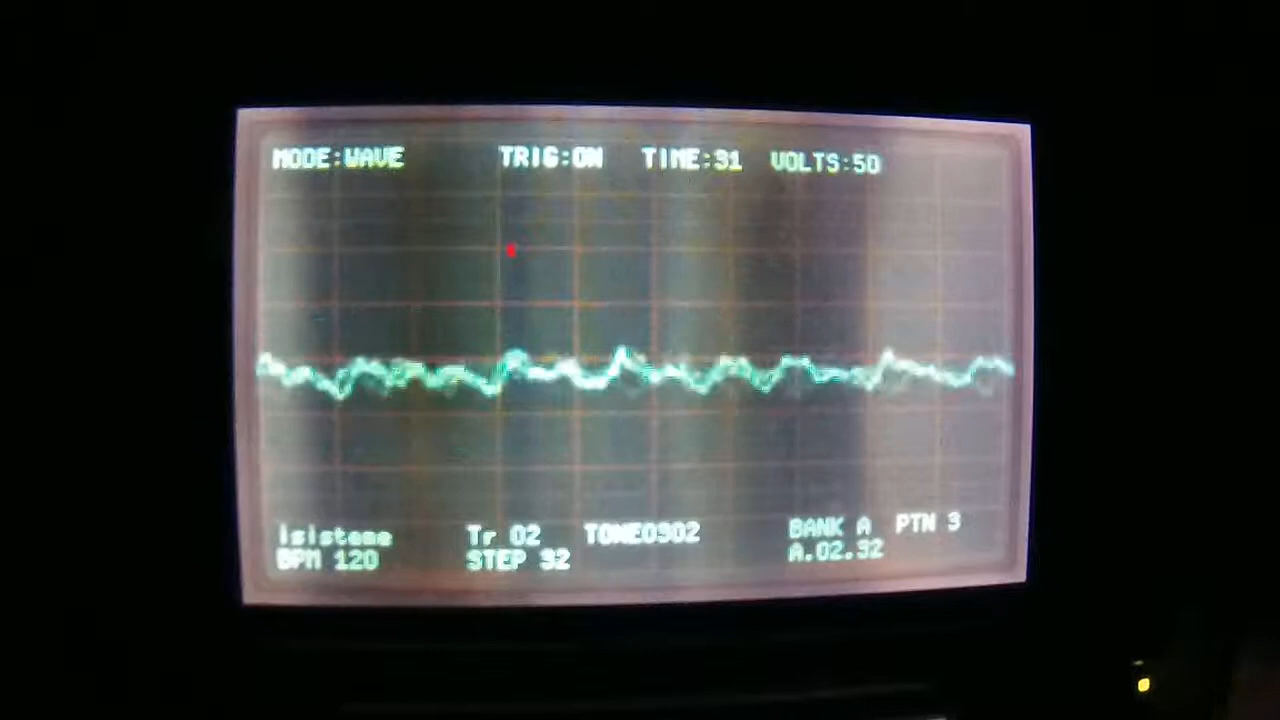 MODE:WAVE TRIG:ON TIME:31 VOLTS:50
isisteme Tr 02 TONE0302 BANK A PTN 3
BPM 120 STEP 32 A.02.32